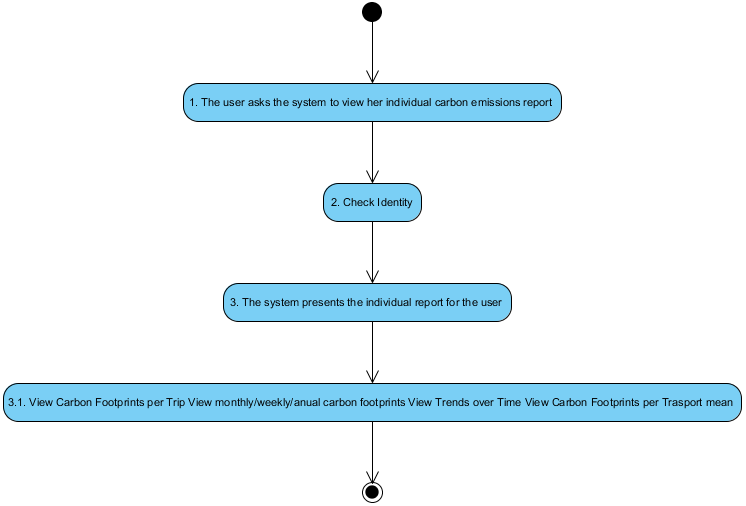 1. The user asks the system to view her individual carbon emissions report
2. Check Identity
3. The system presents the individual report for the user
3.1. View Carbon Footprints per Trip View monthly/weekly/anual carbon footprints View Trends over Time View Carbon Footprints per Trasport mean